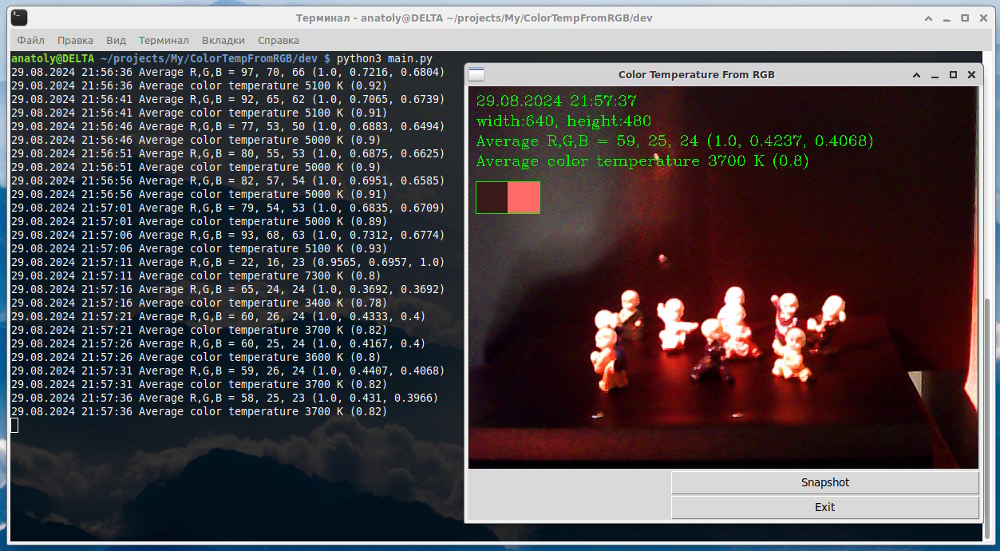 Терминал - anatoly@DELTA ~/projects/My/ColorTempFromRGB/dev
Файл Правка Вид Терминал Вкладки Справка
anatoly@DELTA ~/projects/My/ColorTempFromRGB/dev $ python3 main.py
29.08.2024 21:56:36 Average R,G,B = 97, 70, 66 (1.0, 0.7216, 0.6804)
29.08.2024 21:56:36 Average color temperature 5100 K (0.92)
29.08.2024 21:56:41 Average R,G,B = 92, 65, 62 (1.0, 0.7065, 0.6739)
29.08.2024 21:56:41 Average color temperature 5100 K (0.91)
29.08.2024 21:56:46 Average R,G,B = 77, 53, 50 (1.0, 0.6883, 0.6494)
29.08.2024 21:56:46 Average color temperature 5000 K (0.9)
29.08.2024 21:56:51 Average R,G,B = 80, 55, 53 (1.0, 0.6875, 0.6625)
29.08.2024 21:56:51 Average color temperature 5000 K (0.9)
29.08.2024 21:56:56 Average R,G,B = 82, 57, 54 (1.0, 0.6951, 0.6585)
29.08.2024 21:56:56 Average color temperature 5000 K (0.91)
29.08.2024 21:57:01 Average R,G,B = 79, 54, 53 (1.0, 0.6835, 0.6709)
29.08.2024 21:57:01 Average color temperature 5000 K (0.89)
29.08.2024 21:57:06 Average R,G,B = 93, 68, 63 (1.0, 0.7312, 0.6774)
29.08.2024 21:57:06 Average color temperature 5100 K (0.93)
29.08.2024 21:57:11 Average R,G,B = 22, 16, 23 (0.9565, 0.6957, 1.0)
29.08.2024 21:57:11 Average color temperature 7300 K (0.8)
29.08.2024 21:57:16 Average R,G,B = 65, 24, 24 (1.0, 0.3692, 0.3692)
29.08.2024 21:57:16 Average color temperature 3400 K (0.78)
29.08.2024 21:57:21 Average R,G,B = 60, 26, 24 (1.0, 0.4333, 0.4)
29.08.2024 21:57:21 Average color temperature 3700 K (0.82)
29.08.2024 21:57:26 Average R,G,B = 60, 25, 24 (1.0, 0.4167, 0.4)
29.08.2024 21:57:26 Average color temperature 3600 K (0.8)
29.08.2024 21:57:31 Average R,G,B = 59, 26, 24 (1.0, 0.4407, 0.4068)
29.08.2024 21:57:31 Average color temperature 3700 K (0.82)
29.08.2024 21:57:36 Average R,G,B = 58, 25, 23 (1.0, 0.431, 0.3966)
29.08.2024 21:57:36 Average color temperature 3700 K (0.82)
Color Temperature From RGB
29.08.2024 21:57:37
width:640, height:480
Average R,G,B = 59, 25, 24 (1.0, 0.4237, 0.4068)
Average color temperature 3700 K (0.8)
Snapshot
Exit